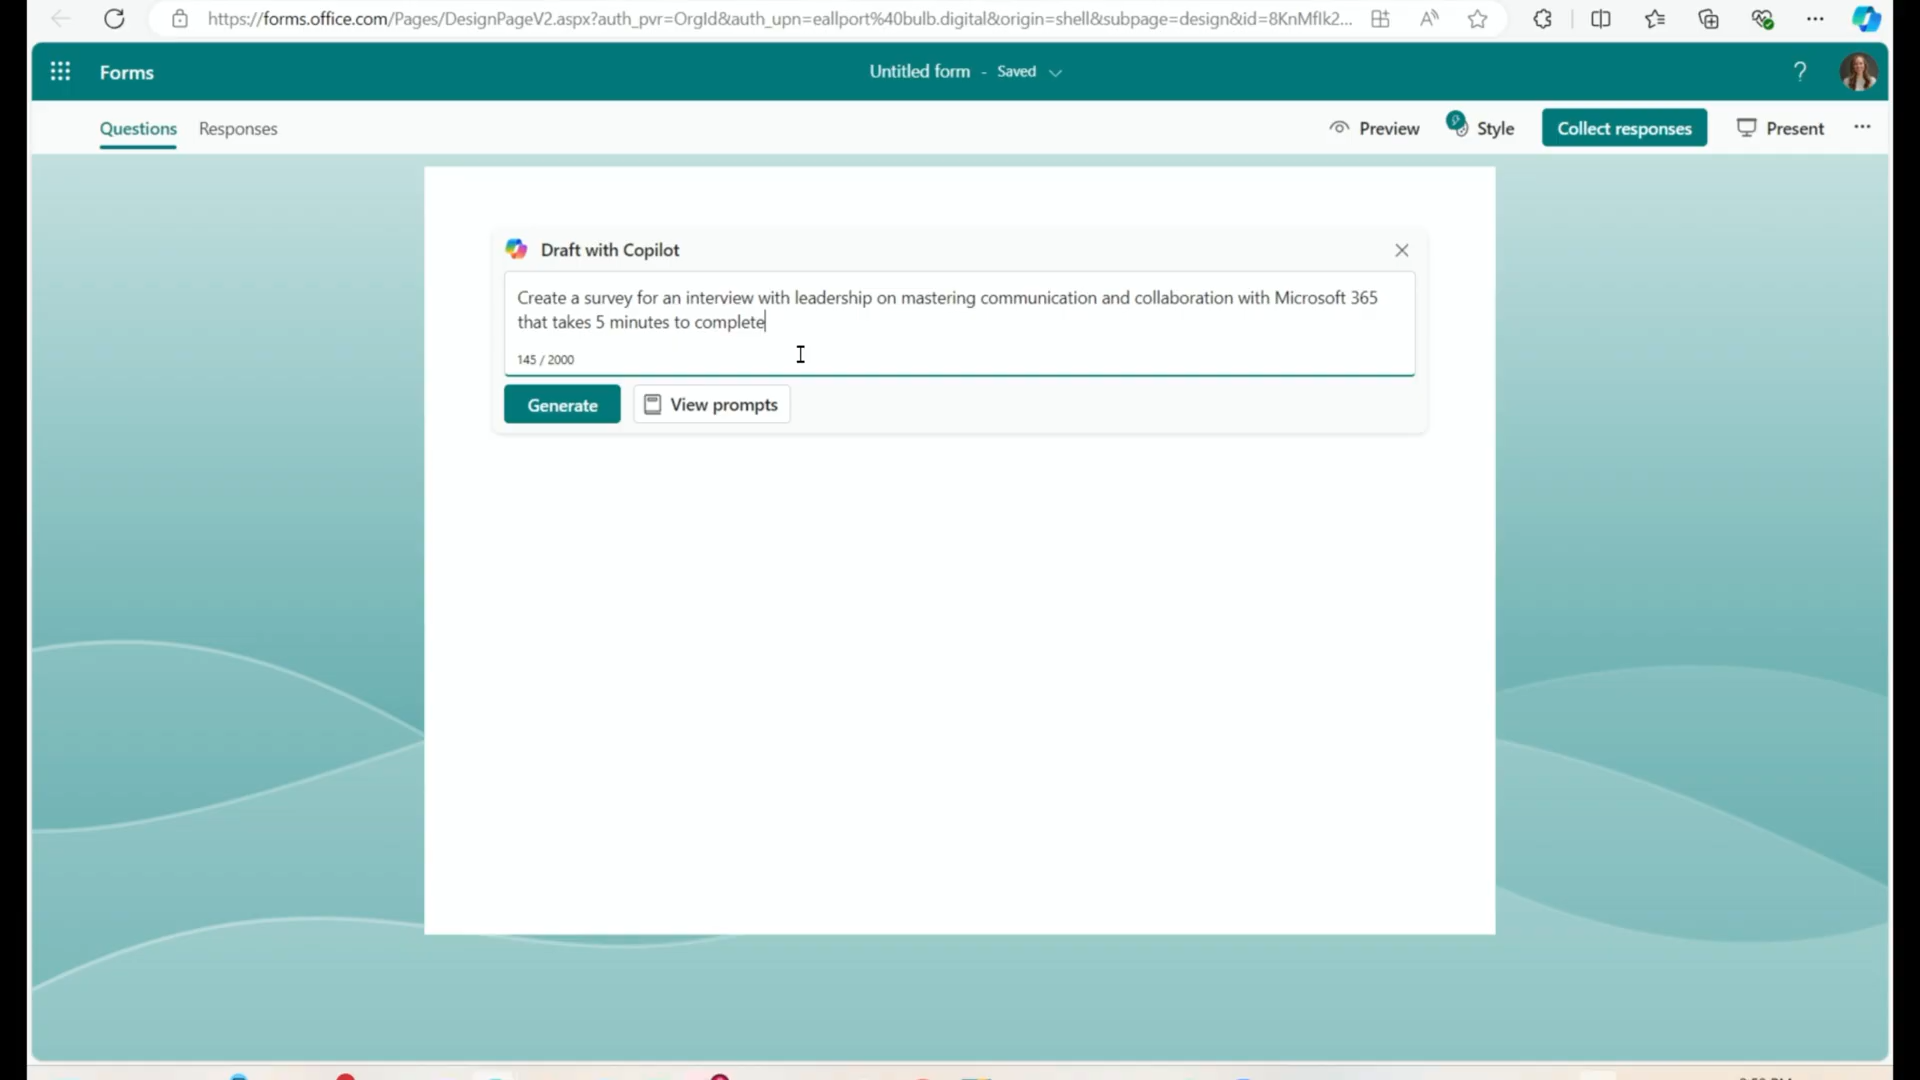 https://forms.office.com/Pages/DesignPageV2.aspx?auth_pvr=OrgId&auth_upn=eallport%40bulb.digital&origin=shell&subpage=design&id=8KnMfIk2...
Forms
Untitled form - Saved
?
Questions Responses
Preview Style Collect responses Present
Draft with Copilot
Create a survey for an interview with leadership on mastering communication and collaboration with Microsoft 365
that takes 5 minutes to complete
145 / 2000
Generate View prompts